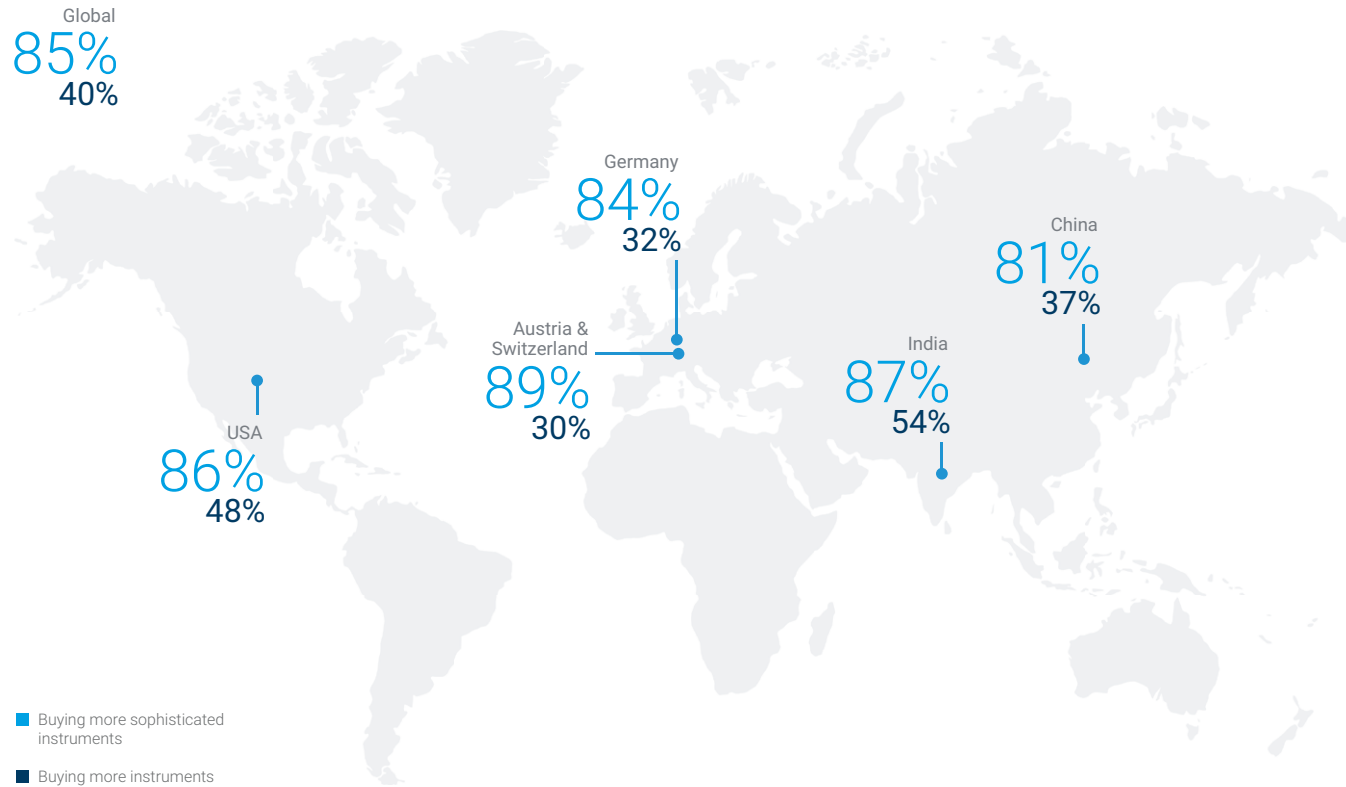 Global
85%
40%
Germany
84%
32%
China
81%
37%
Austria &
Switzerland
89%
30%
India
87%
54%
USA
86%
48%
Buying more sophisticated
instruments
Buying more instruments